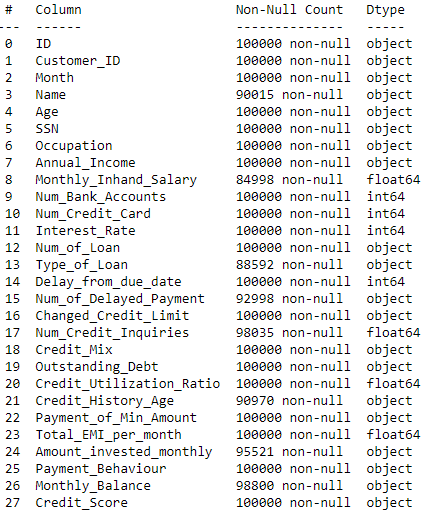 #   Column                    Non-Null Count   Dtype
---  ------                    --------------   -----
0   ID                        100000 non-null  object
1   Customer_ID               100000 non-null  object
2   Month                     100000 non-null  object
3   Name                      90015 non-null   object
4   Age                       100000 non-null  object
5   SSN                       100000 non-null  object
6   Occupation                100000 non-null  object
7   Annual_Income             100000 non-null  object
8   Monthly_Inhand_Salary     84998 non-null   float64
9   Num_Bank_Accounts         100000 non-null  int64
10  Num_Credit_Card           100000 non-null  int64
11  Interest_Rate             100000 non-null  int64
12  Num_of_Loan               100000 non-null  object
13  Type_of_Loan              88592 non-null   object
14  Delay_from_due_date       100000 non-null  int64
15  Num_of_Delayed_Payment    92998 non-null   object
16  Changed_Credit_Limit      100000 non-null  object
17  Num_Credit_Inquiries      98035 non-null   float64
18  Credit_Mix                100000 non-null  object
19  Outstanding_Debt          100000 non-null  object
20  Credit_Utilization_Ratio  100000 non-null  float64
21  Credit_History_Age        90970 non-null   object
22  Payment_of_Min_Amount     100000 non-null  object
23  Total_EMI_per_month       100000 non-null  float64
24  Amount_invested_monthly   95521 non-null   object
25  Payment_Behaviour         100000 non-null  object
26  Monthly_Balance           98800 non-null   object
27  Credit_Score              100000 non-null  object